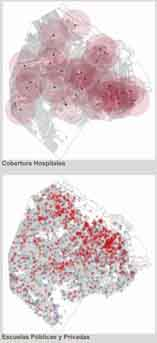 Cobertura Hospitales
Escuelas Públicas y Privadas